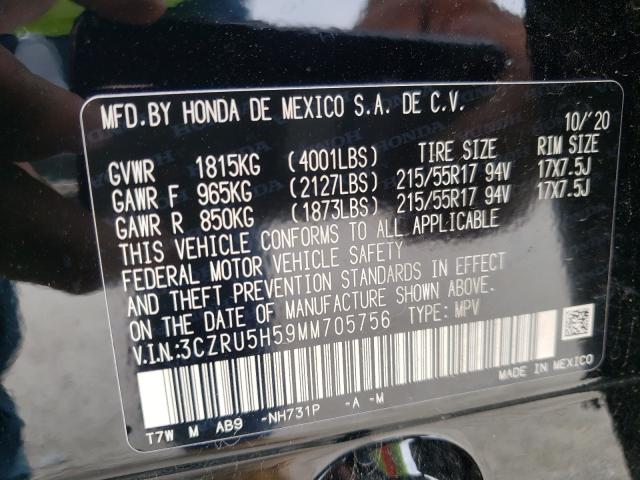 MFD. BY HONDA DE MEXICO S.A. DE C.V.
10/'20
GVWR 1815KG (4001LBS) TIRE SIZE RIM SIZE
GAWR F 965KG (2127LBS) 215/55R17 94V 17X7.5J
GAWR R 850KG (1873LBS) 215/55R17 94V 17X7.5J
THIS VEHICLE CONFORMS TO ALL APPLICABLE
FEDERAL MOTOR VEHICLE SAFETY
AND THEFT PREVENTION STANDARDS IN EFFECT
ON THE DATE OF MANUFACTURE SHOWN ABOVE.
V.I.N.:3CZRU5H59MM705756 TYPE: MPV
MADE IN MEXICO
T7W M AB9 -NH731P -A -M